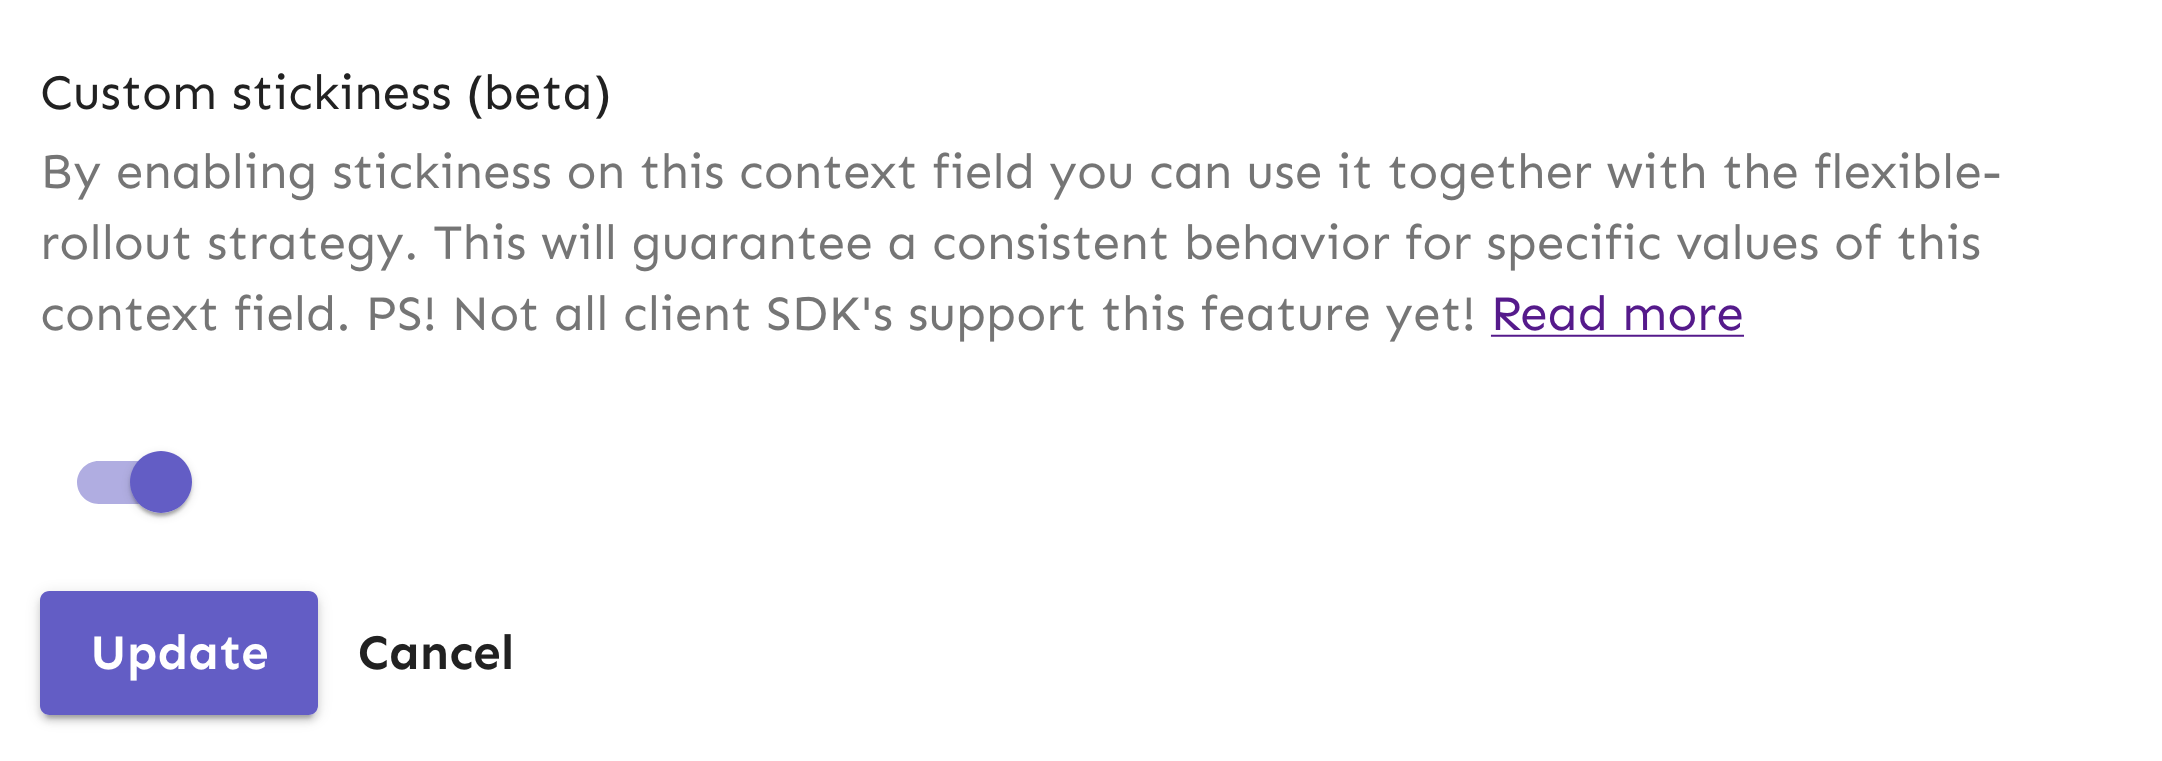 Custom stickiness (beta)
By enabling stickiness on this context field you can use it together with the flexible-
rollout strategy. This will guarantee a consistent behavior for specific values of this
context field. PS! Not all client SDK's support this feature yet! Read more
Update Cancel